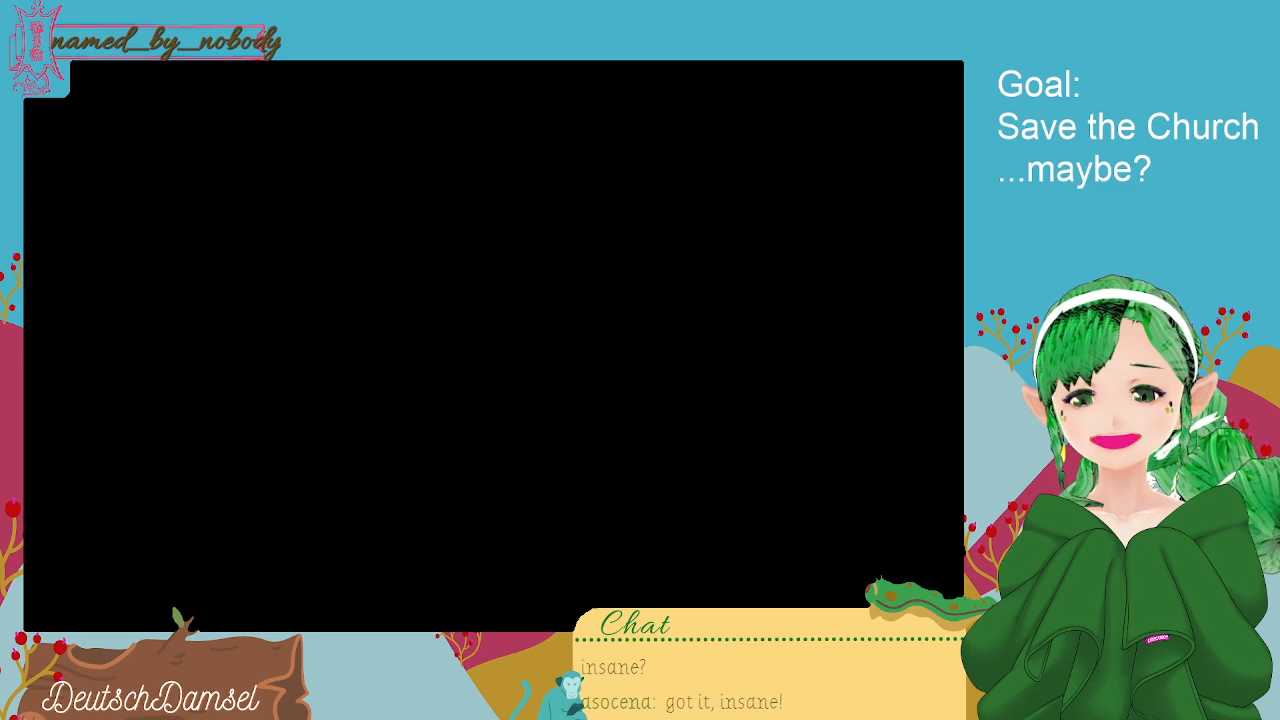 named_by_nobody
Goal:
Save the Church
...maybe?
Chat
insane?
asocena: got it, insane!
DeutschDamsel